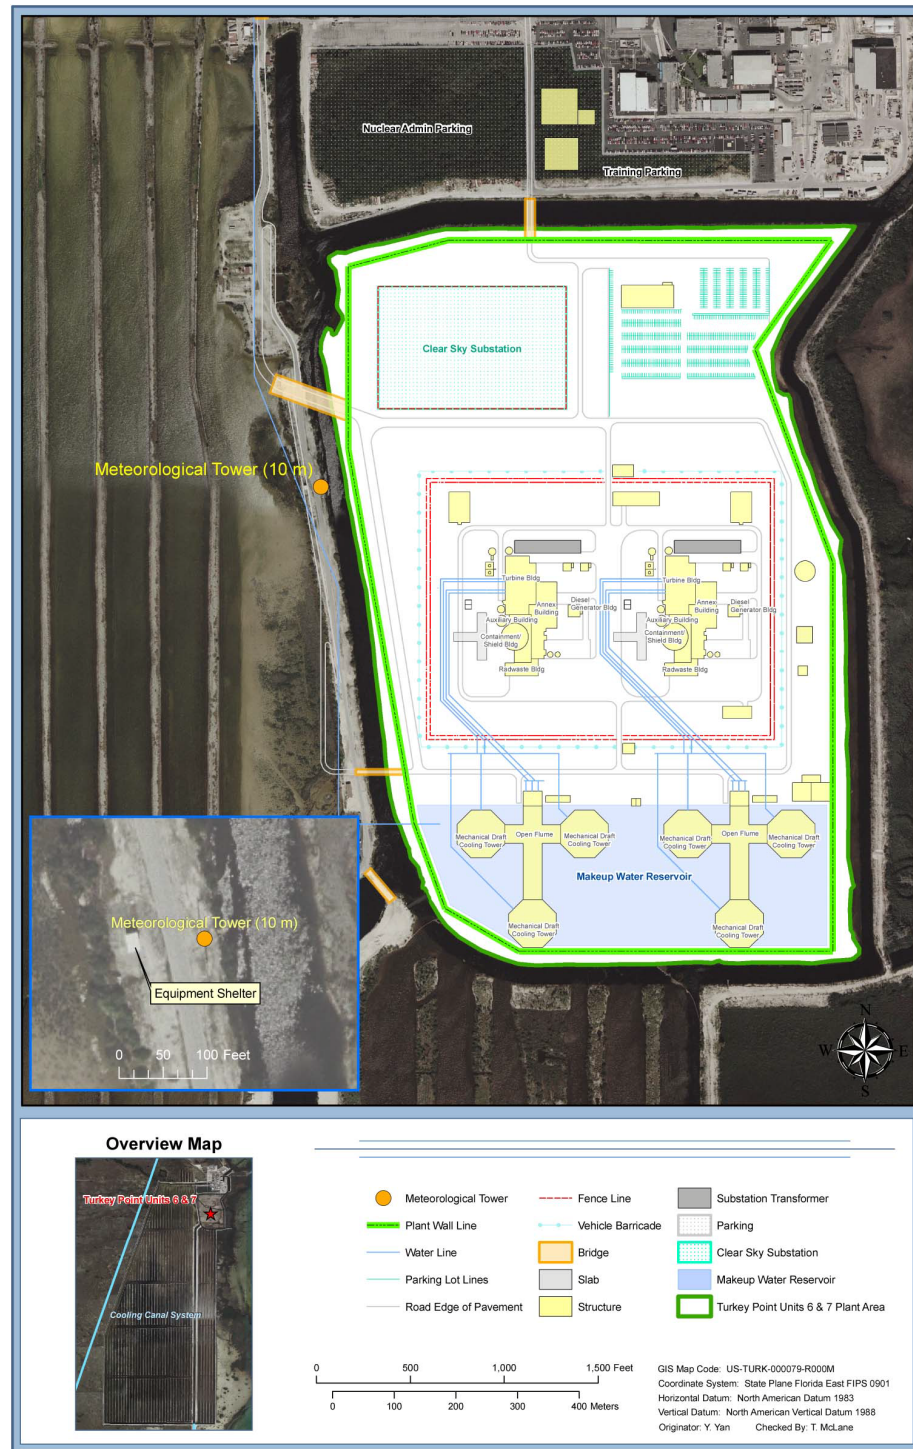 Nuclear Admin Parking
Training Parking
Clear Sky Substation
Meteorological Tower (10 m)
Turbine Bldg
Annex
Building
Diesel
Generator Bldg
Auxiliary Building
Containment/
Shield Bldg
Radwaste Bldg
Turbine Bldg
Annex
Building
Diesel
Generator Bldg
Auxiliary Building
Containment/
Shield Bldg
Radwaste Bldg
Mechanical Draft
Cooling Tower
Open Flume
Mechanical Draft
Cooling Tower
Mechanical Draft
Cooling Tower
Open Flume
Mechanical Draft
Cooling Tower
Makeup Water Reservoir
Mechanical Draft
Cooling Tower
Mechanical Draft
Cooling Tower
Meteorological Tower (10 m)
Equipment Shelter
0 50 100 Feet
N
W E
S
Overview Map
Turkey Point Units 6 & 7
Cooling Canal System
Meteorological Tower
Plant Wall Line
Water Line
Parking Lot Lines
Road Edge of Pavement
Fence Line
Vehicle Barricade
Bridge
Slab
Structure
Substation Transformer
Parking
Clear Sky Substation
Makeup Water Reservoir
Turkey Point Units 6 & 7 Plant Area
0 500 1,000 1,500 Feet
0 100 200 300 400 Meters
GIS Map Code: US-TURK-000079-R000M
Coordinate System: State Plane Florida East FIPS 0901
Horizontal Datum: North American Datum 1983
Vertical Datum: North American Vertical Datum 1988
Originator: Y. Yan Checked By: T. McLane